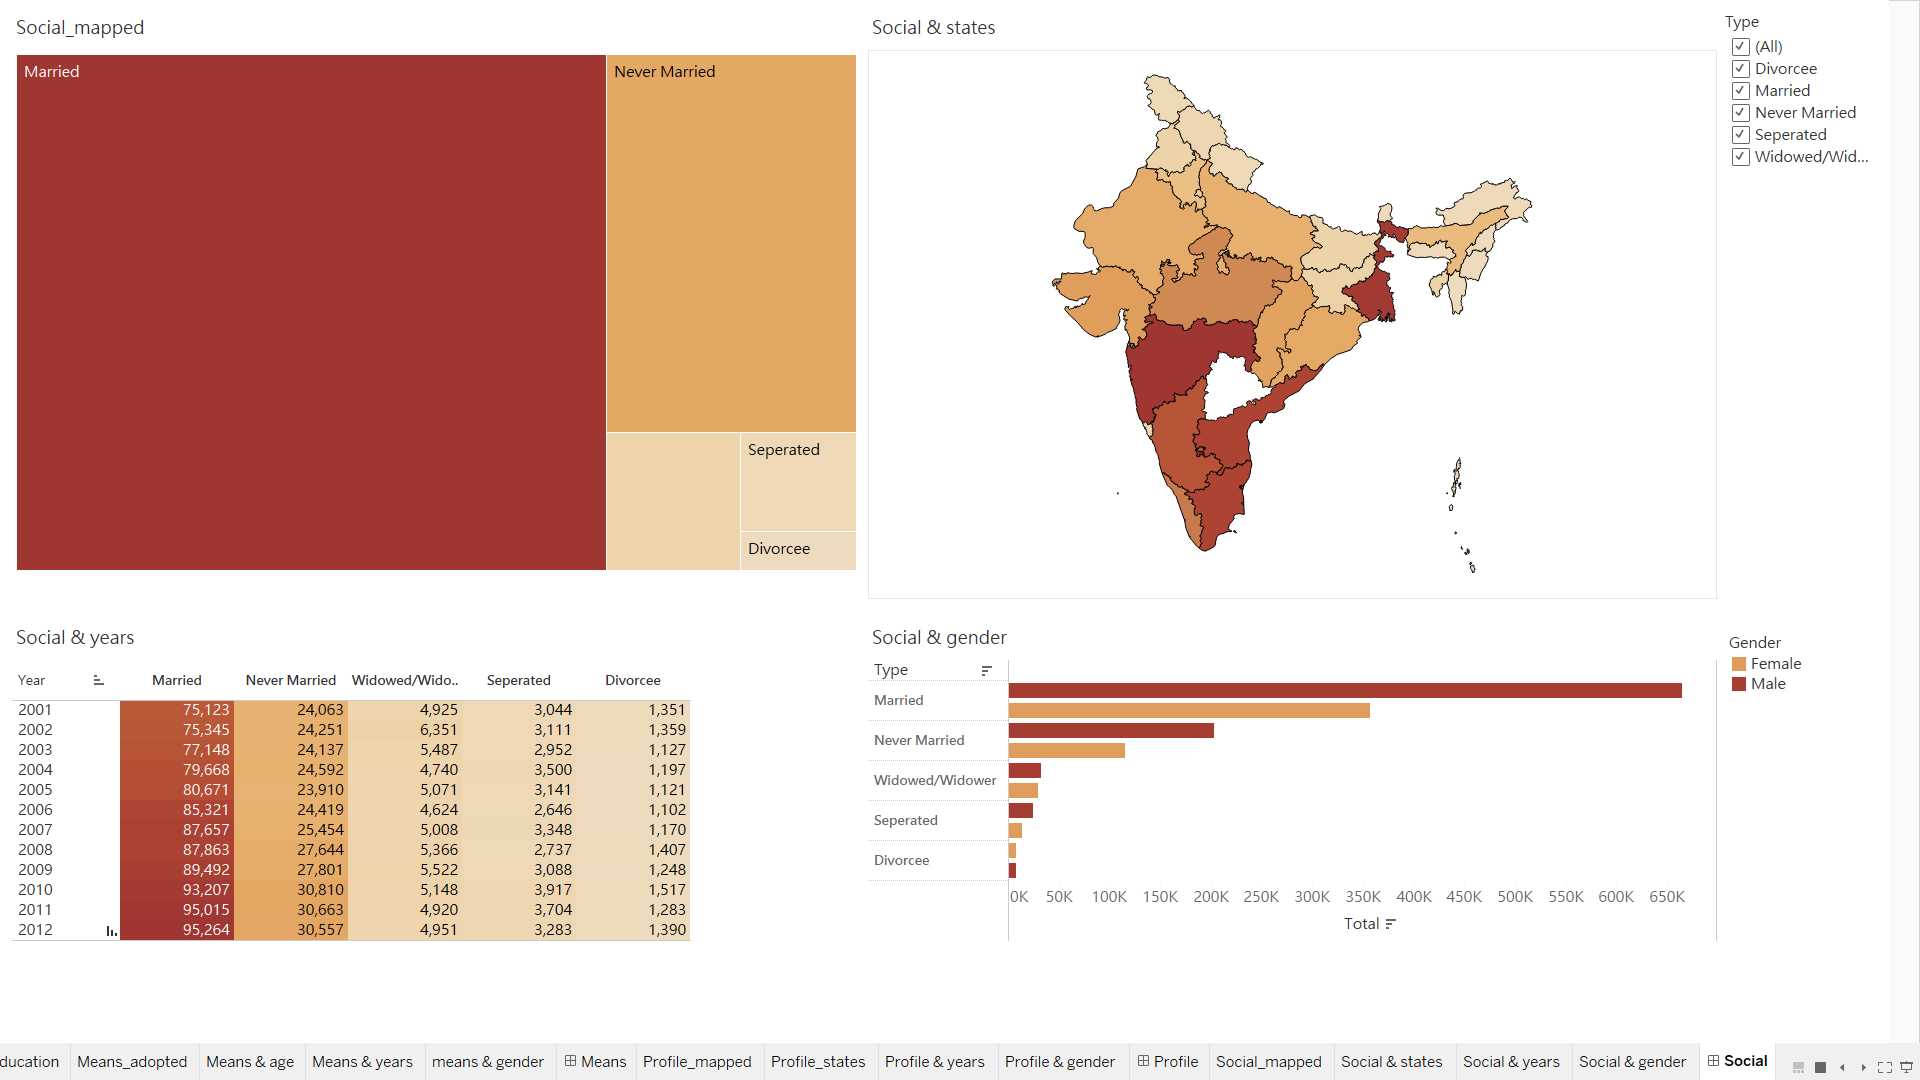 Social_mapped
Married
Never Married
Seperated
Divorcee
Social & states
Type
(All)
Divorcee
Married
Never Married
Seperated
Widowed/Wid...
Social & years
Year Married Never Married Widowed/Wido.. Seperated Divorcee
2001 75,123 24,063 4,925 3,044 1,351
2002 75,345 24,251 6,351 3,111 1,359
2003 77,148 24,137 5,487 2,952 1,127
2004 79,668 24,592 4,740 3,500 1,197
2005 80,671 23,910 5,071 3,141 1,121
2006 85,321 24,419 4,624 2,646 1,102
2007 87,657 25,454 5,008 3,348 1,170
2008 87,863 27,644 5,366 2,737 1,407
2009 89,492 27,801 5,522 3,088 1,248
2010 93,207 30,810 5,148 3,917 1,517
2011 95,015 30,663 4,920 3,704 1,283
2012 95,264 30,557 4,951 3,283 1,390
Social & gender
Type
Married
Never Married
Widowed/Widower
Seperated
Divorcee
0K 50K 100K 150K 200K 250K 300K 350K 400K 450K 500K 550K 600K 650K
Total
Gender
Female
Male
ducation Means_adopted Means & age Means & years means & gender Means Profile_mapped Profile_states Profile & years Profile & gender Profile Social_mapped Social & states Social & years Social & gender Social